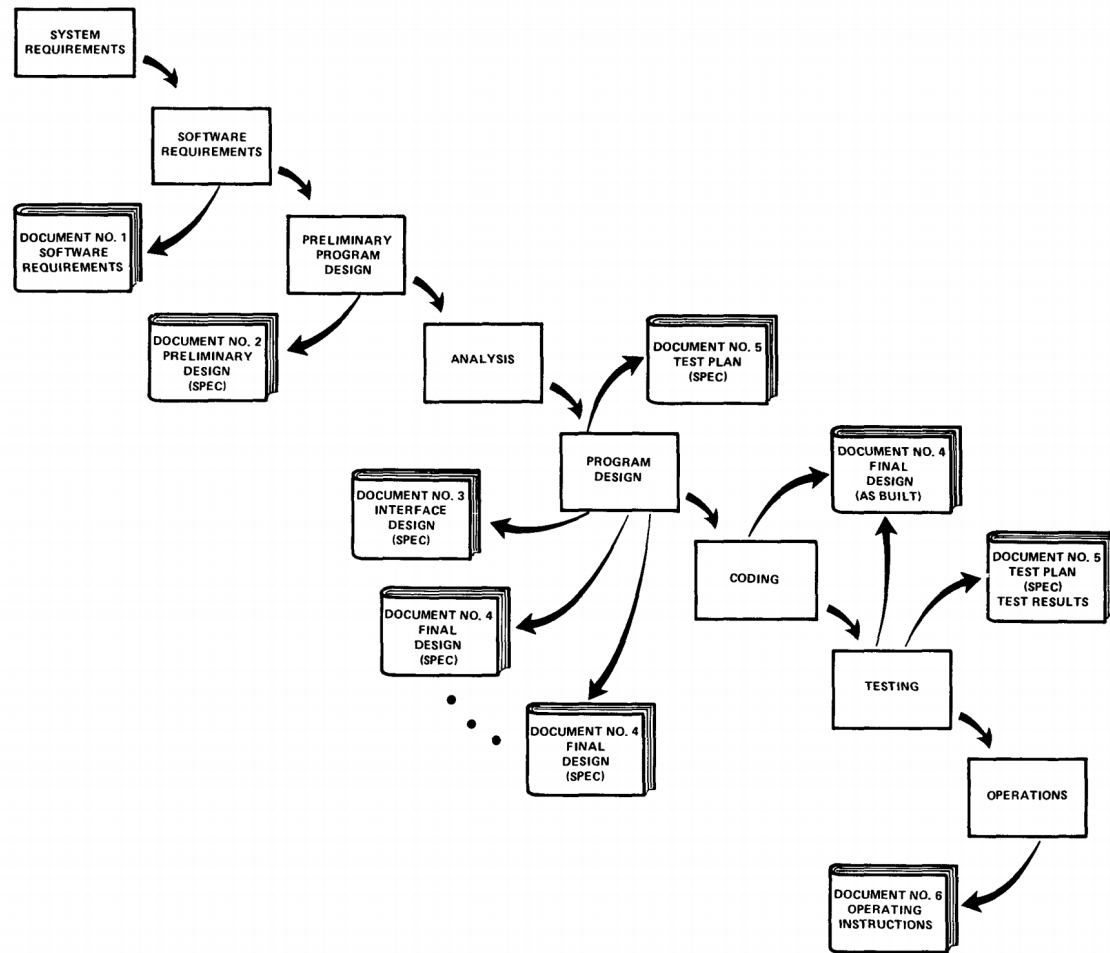 SYSTEM
REQUIREMENTS
SOFTWARE
REQUIREMENTS
DOCUMENT NO. 1
SOFTWARE
REQUIREMENTS
PRELIMINARY
PROGRAM
DESIGN
DOCUMENT NO. 2
PRELIMINARY
DESIGN
(SPEC)
ANALYSIS
DOCUMENT NO. 5
TEST PLAN
(SPEC)
PROGRAM
DESIGN
DOCUMENT NO. 3
INTERFACE
DESIGN
(SPEC)
DOCUMENT NO. 4
FINAL
DESIGN
(AS BUILT)
CODING
DOCUMENT NO. 5
TEST PLAN
(SPEC)
TEST RESULTS
DOCUMENT NO. 4
FINAL
DESIGN
(SPEC)
TESTING
DOCUMENT NO. 4
FINAL
DESIGN
(SPEC)
OPERATIONS
DOCUMENT NO. 6
OPERATING
INSTRUCTIONS